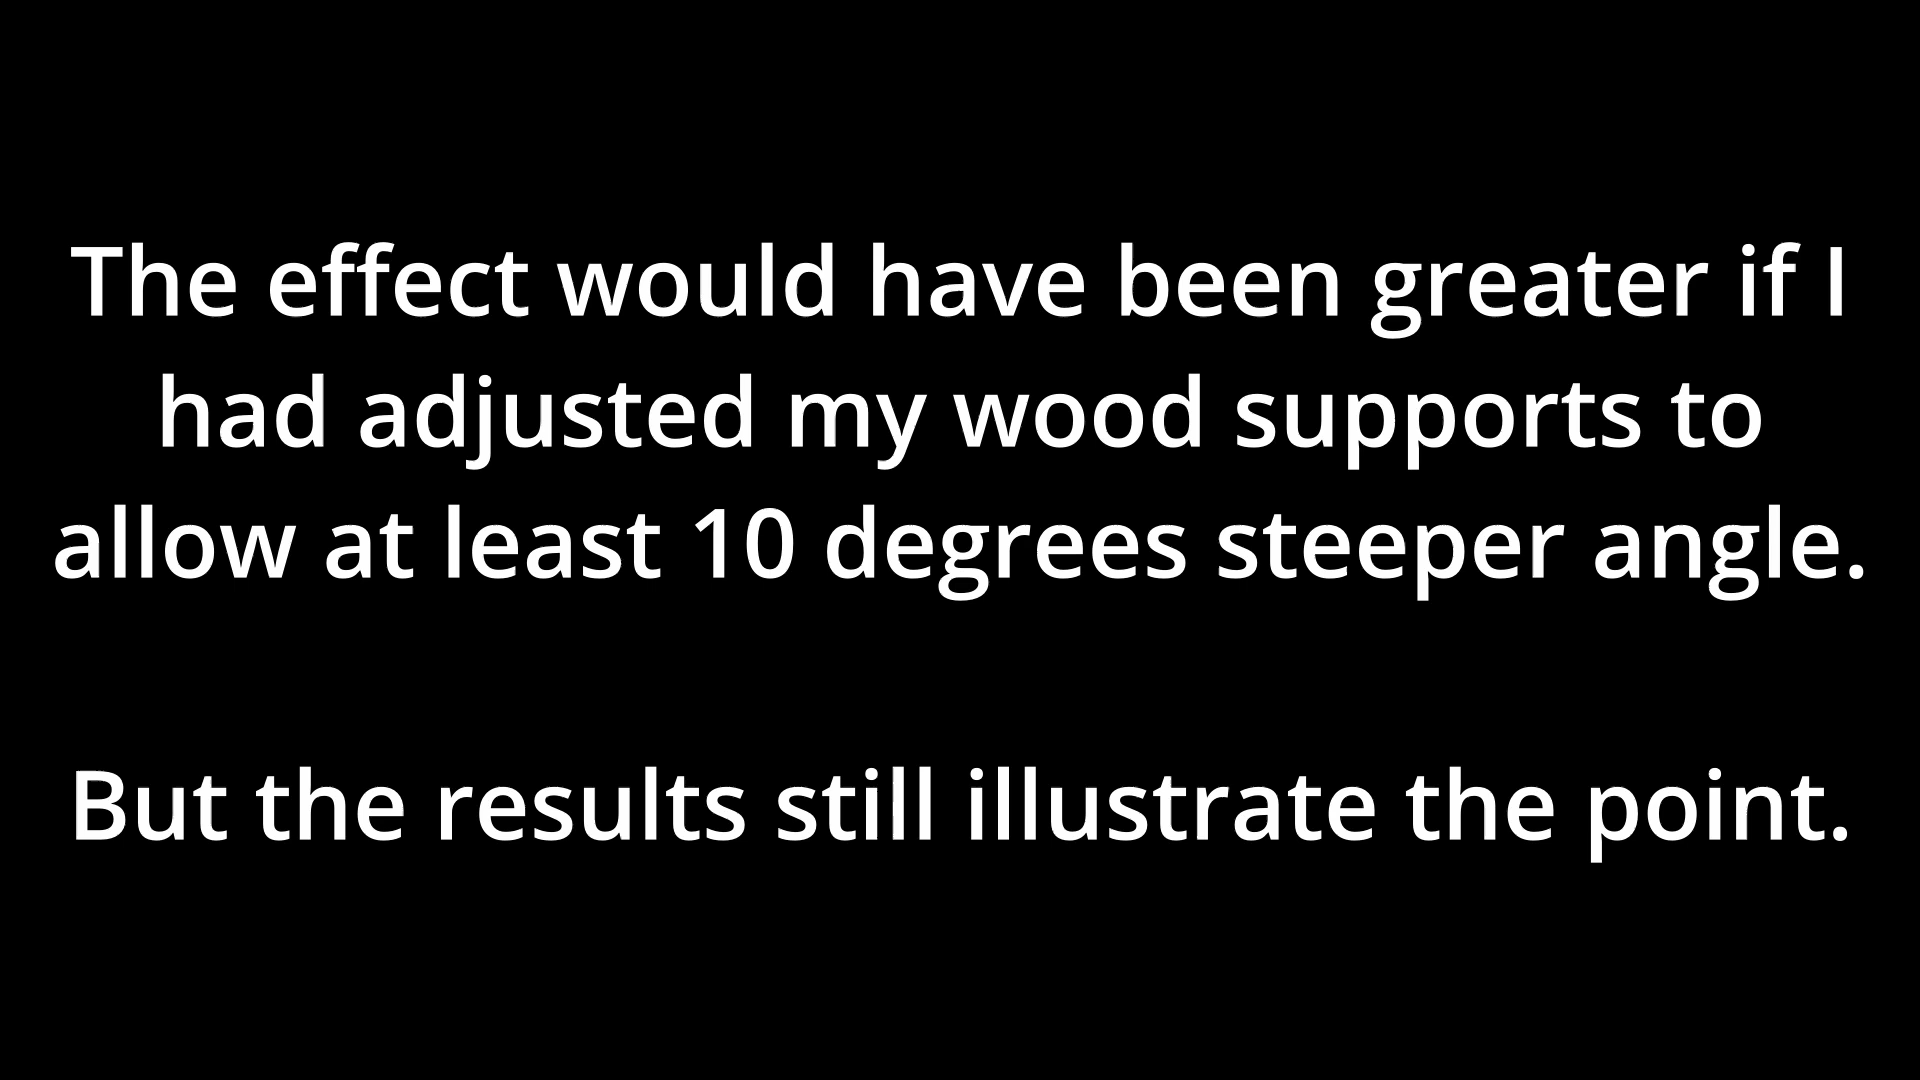 The effect would have been greater if I
had adjusted my wood supports to
allow at least 10 degrees steeper angle.
But the results still illustrate the point.